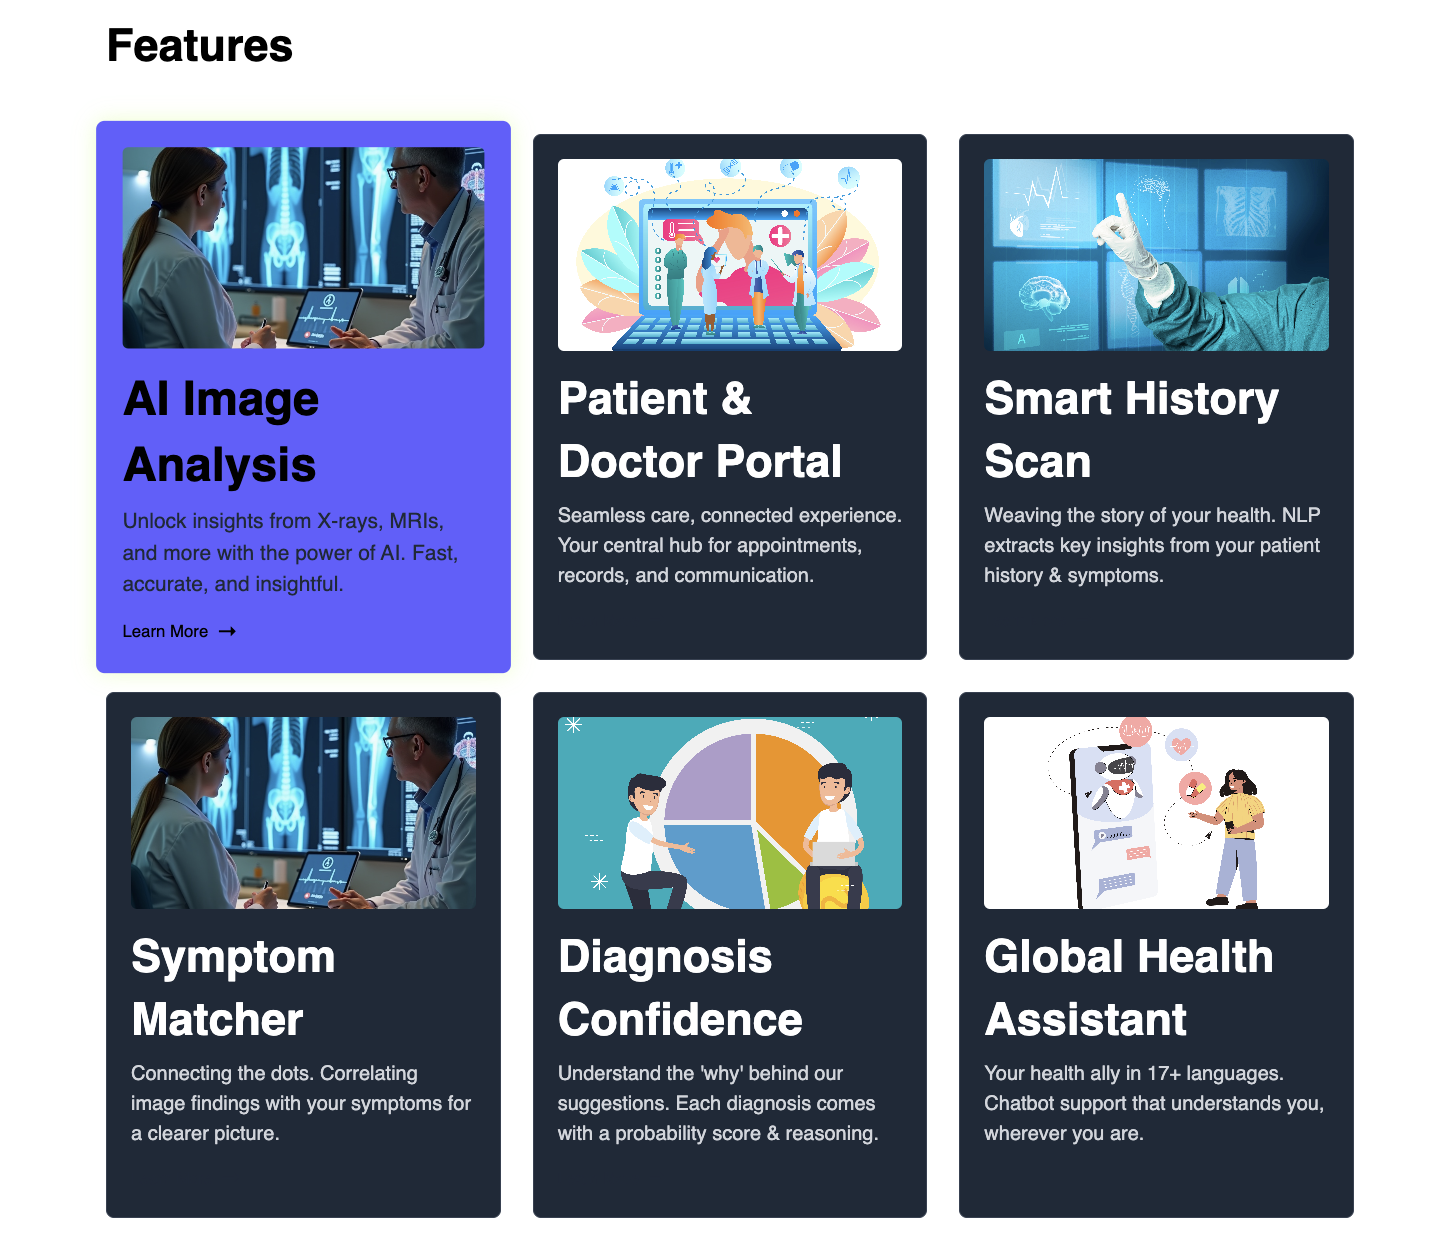 Features
AI Image
Analysis
Unlock insights from X-rays, MRIs,
and more with the power of AI. Fast,
accurate, and insightful.
Learn More →
Patient &
Doctor Portal
Seamless care, connected experience.
Your central hub for appointments,
records, and communication.
Smart History
Scan
Weaving the story of your health. NLP
extracts key insights from your patient
history & symptoms.
Symptom
Matcher
Connecting the dots. Correlating
image findings with your symptoms for
a clearer picture.
Diagnosis
Confidence
Understand the 'why' behind our
suggestions. Each diagnosis comes
with a probability score & reasoning.
Global Health
Assistant
Your health ally in 17+ languages.
Chatbot support that understands you,
wherever you are.